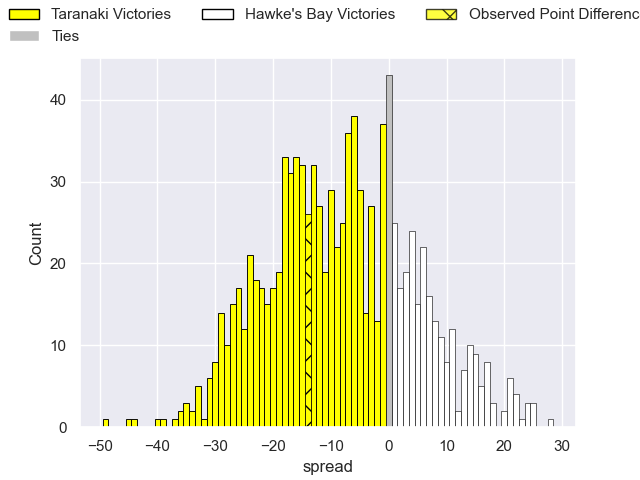 Taranaki Victories
Hawke's Bay Victories
Observed Point Differenc
Ties
Count
40
30
20
10
0
−50
−40
−30
−20
−10
0
10
20
30
spread